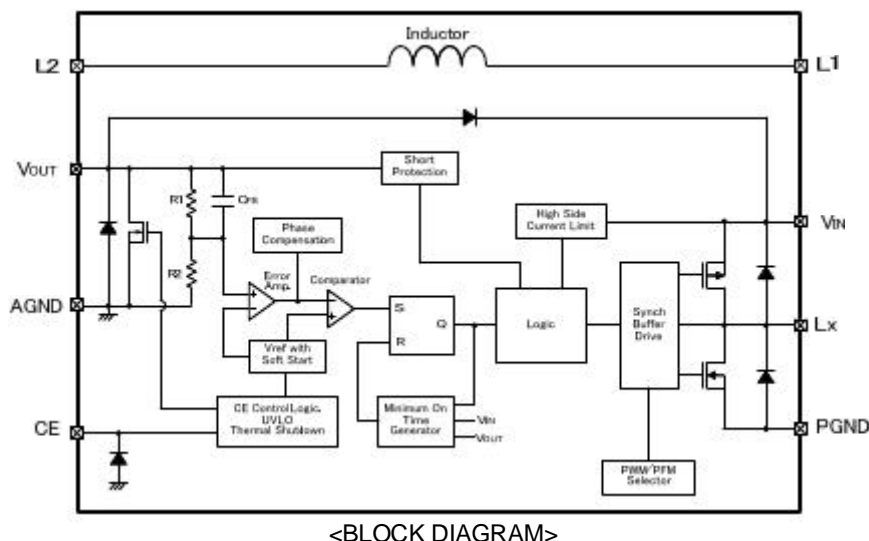 Inductor
L2
L1
VOUT
Short
Protection
R1
CFB
High Side
Current Limit
VIN
Phase
Compensation
R2
Error
Amp.
Comparator
AGND
S
Q
R
Logic
Synch
Buffer
Drive
Lx
Vref with
Soft Start
CE
CE Control Logic,
UVLO
Thermal Shutdown
Minimum On
Time
Generator
VIN
VOUT
PGND
PWM/PFM
Selector
<BLOCK DIAGRAM>